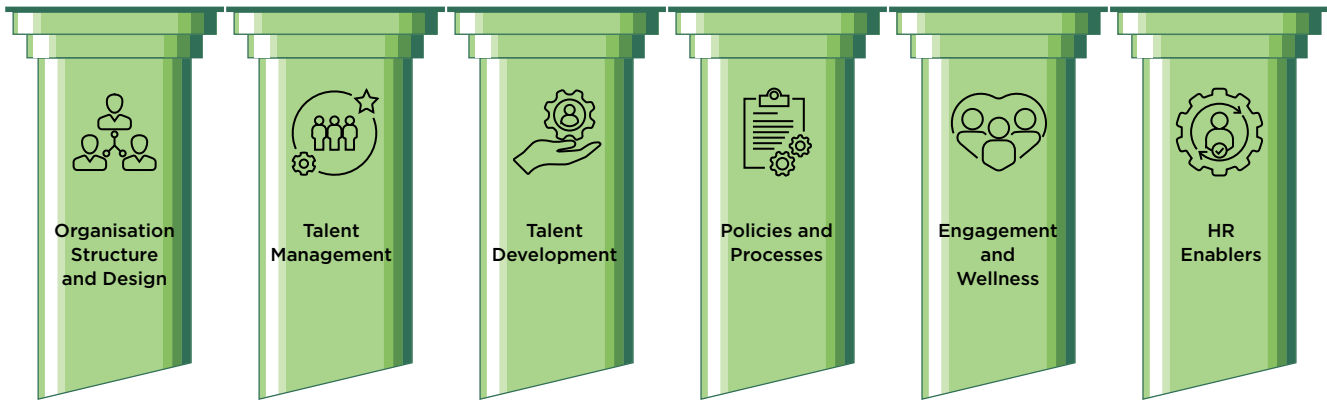 Organisation
Structure
and Design
Talent
Management
Talent
Development
Policies and
Processes
Engagement
and
Wellness
HR
Enablers